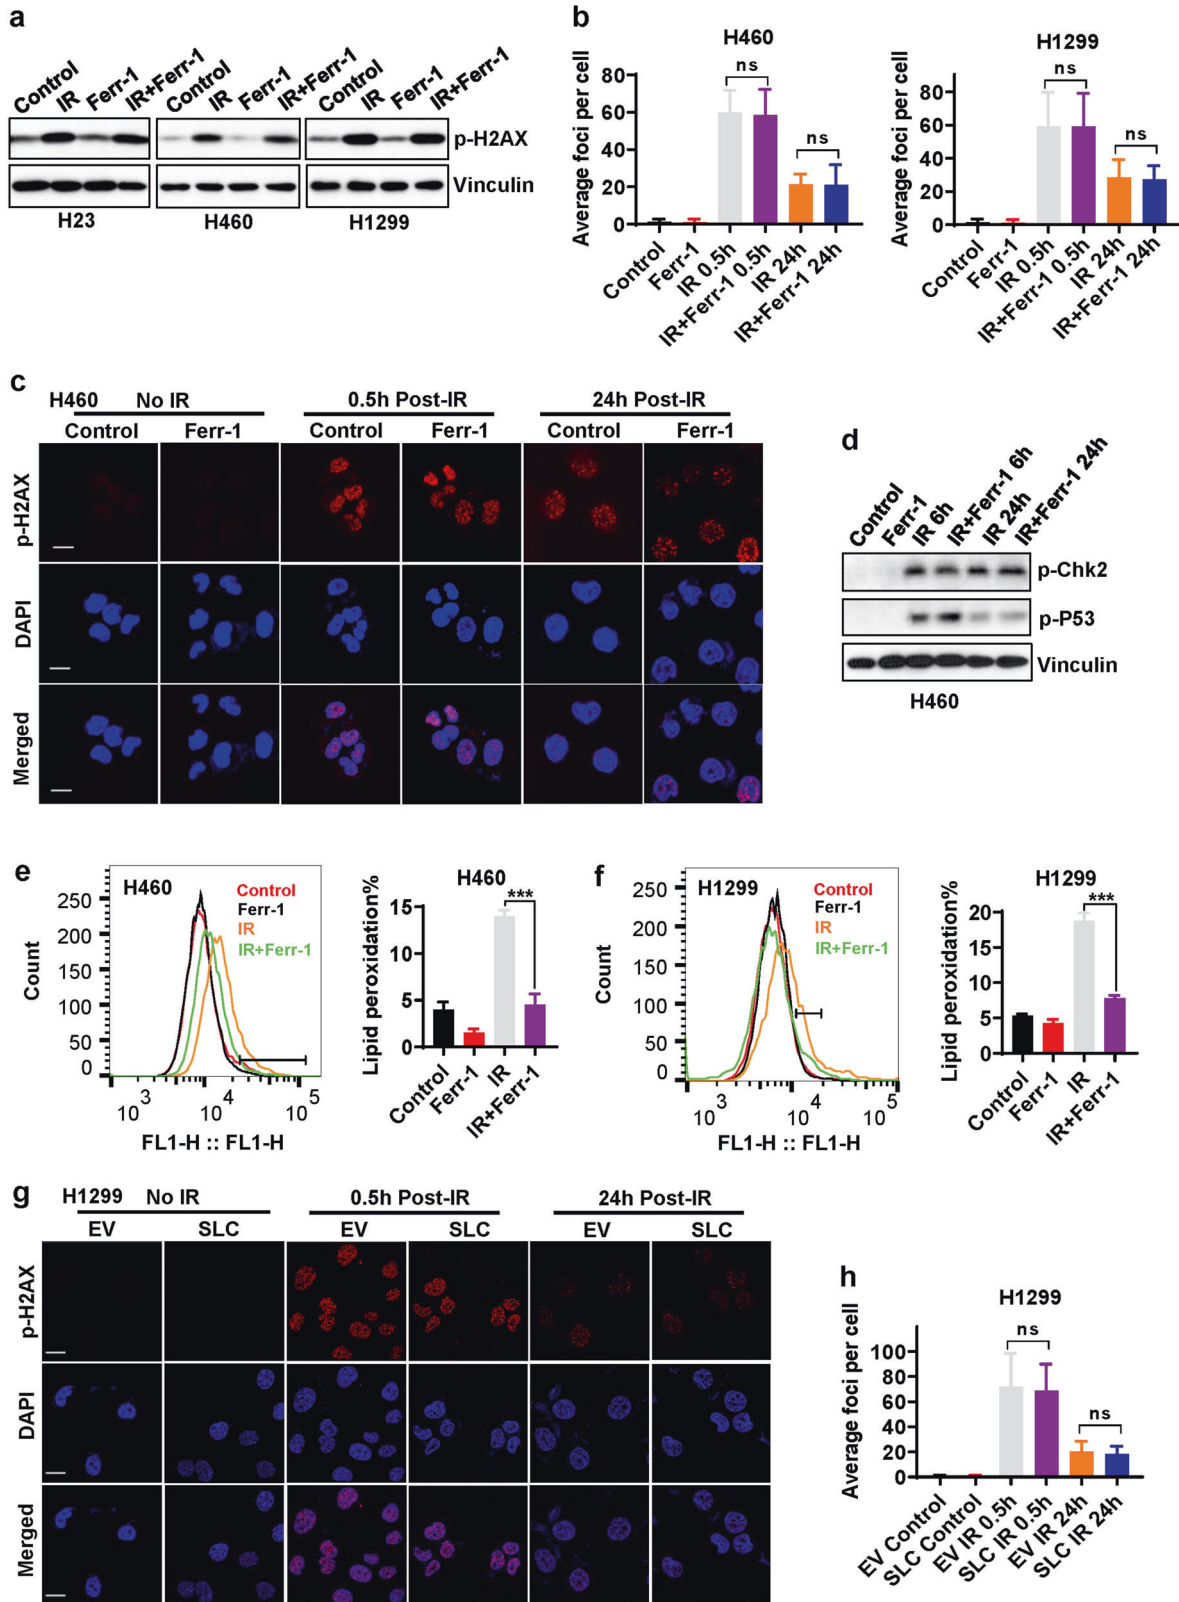 a
Control
IR
Ferr-1
IR+Ferr-1
Control
IR
Ferr-1
IR+Ferr-1
Control
IR
Ferr-1
IR+Ferr-1
p-H2AX
Vinculin
H23
H460
H1299
b
H460
Average foci per cell
80
60
40
20
0
ns
ns
Control
Ferr-1
IR 0.5h
IR+Ferr-1 0.5h
IR 24h
IR+Ferr-1 24h
H1299
Average foci per cell
80
60
40
20
0
ns
ns
Control
Ferr-1
IR 0.5h
IR+Ferr-1 0.5h
IR 24h
IR+Ferr-1 24h
c
H460
No IR
0.5h Post-IR
24h Post-IR
Control
Ferr-1
Control
Ferr-1
Control
Ferr-1
p-H2AX
DAPI
Merged
d
Control
Ferr-1
IR 6h
IR+Ferr-1 6h
IR 24h
IR+Ferr-1 24h
p-Chk2
p-P53
Vinculin
H460
e
H460
Control
Ferr-1
IR
IR+Ferr-1
Count
250
200
150
100
50
0
10³
10⁴
10⁵
FL1-H :: FL1-H
H460
Lipid peroxidation%
15
10
5
0
***
Control
Ferr-1
IR
IR+Ferr-1
f
H1299
Control
Ferr-1
IR
IR+Ferr-1
Count
250
200
150
100
50
0
10³
10⁴
10⁵
FL1-H :: FL1-H
H1299
Lipid peroxidation%
20
15
10
5
0
***
Control
Ferr-1
IR
IR+Ferr-1
g
H1299
No IR
0.5h Post-IR
24h Post-IR
EV
SLC
EV
SLC
EV
SLC
p-H2AX
DAPI
Merged
h
H1299
Average foci per cell
100
80
60
40
20
0
ns
ns
EV Control
SLC Control
EV IR 0.5h
SLC IR 0.5h
EV IR 24h
SLC IR 24h